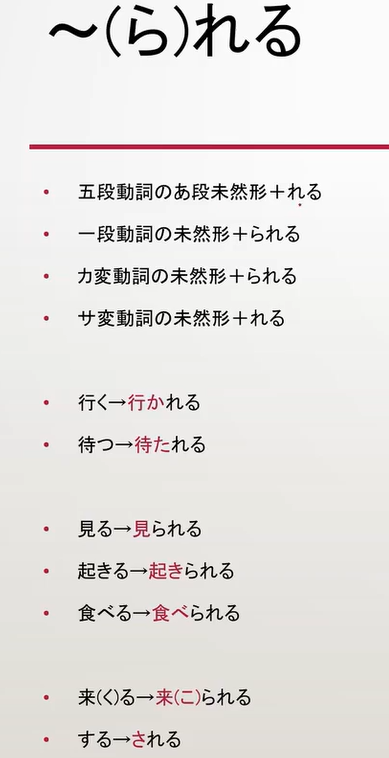 ～(ら)れる
• 五段動詞のあ段未然形＋れる
• 一段動詞の未然形＋られる
• カ変動詞の未然形＋られる
• サ変動詞の未然形＋れる
• 行く→行かれる
• 待つ→待たれる
• 見る→見られる
• 起きる→起きられる
• 食べる→食べられる
• 来(く)る→来(こ)られる
• する→される